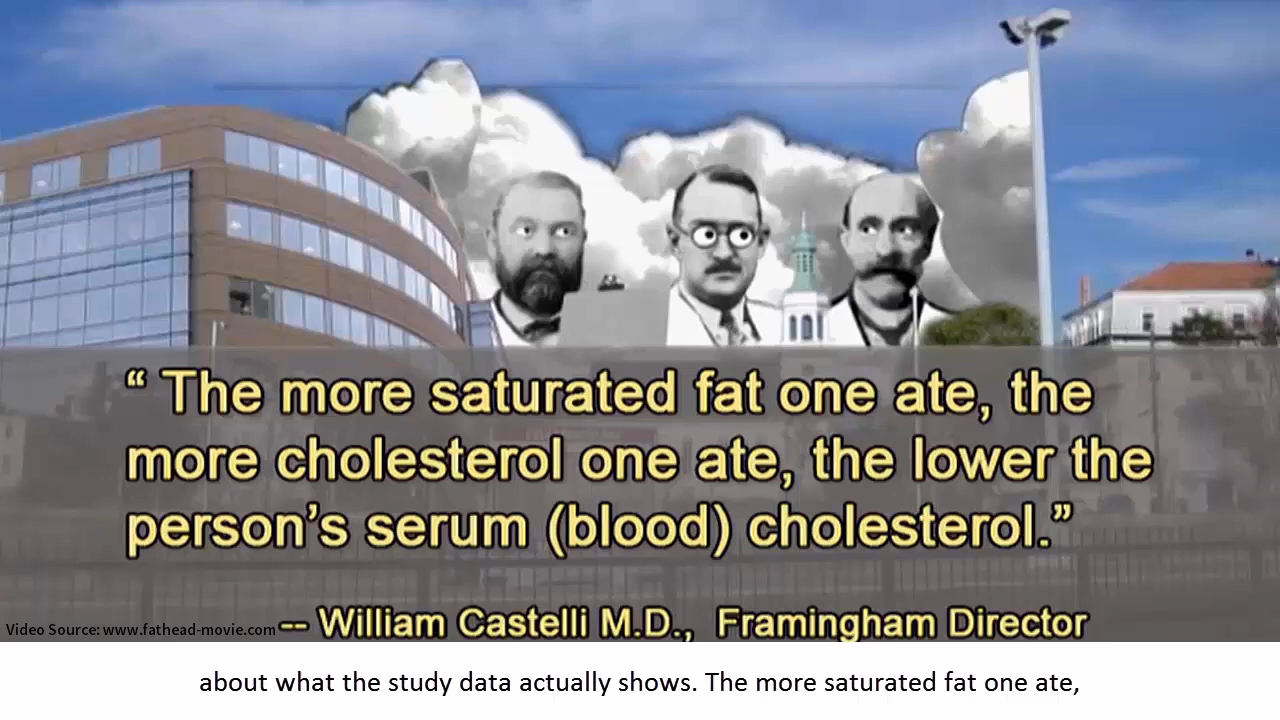 “ The more saturated fat one ate, the
more cholesterol one ate, the lower the
person’s serum (blood) cholesterol.”
-- William Castelli M.D., Framingham Director
Video Source: www.fathead-movie.com
about what the study data actually shows. The more saturated fat one ate,